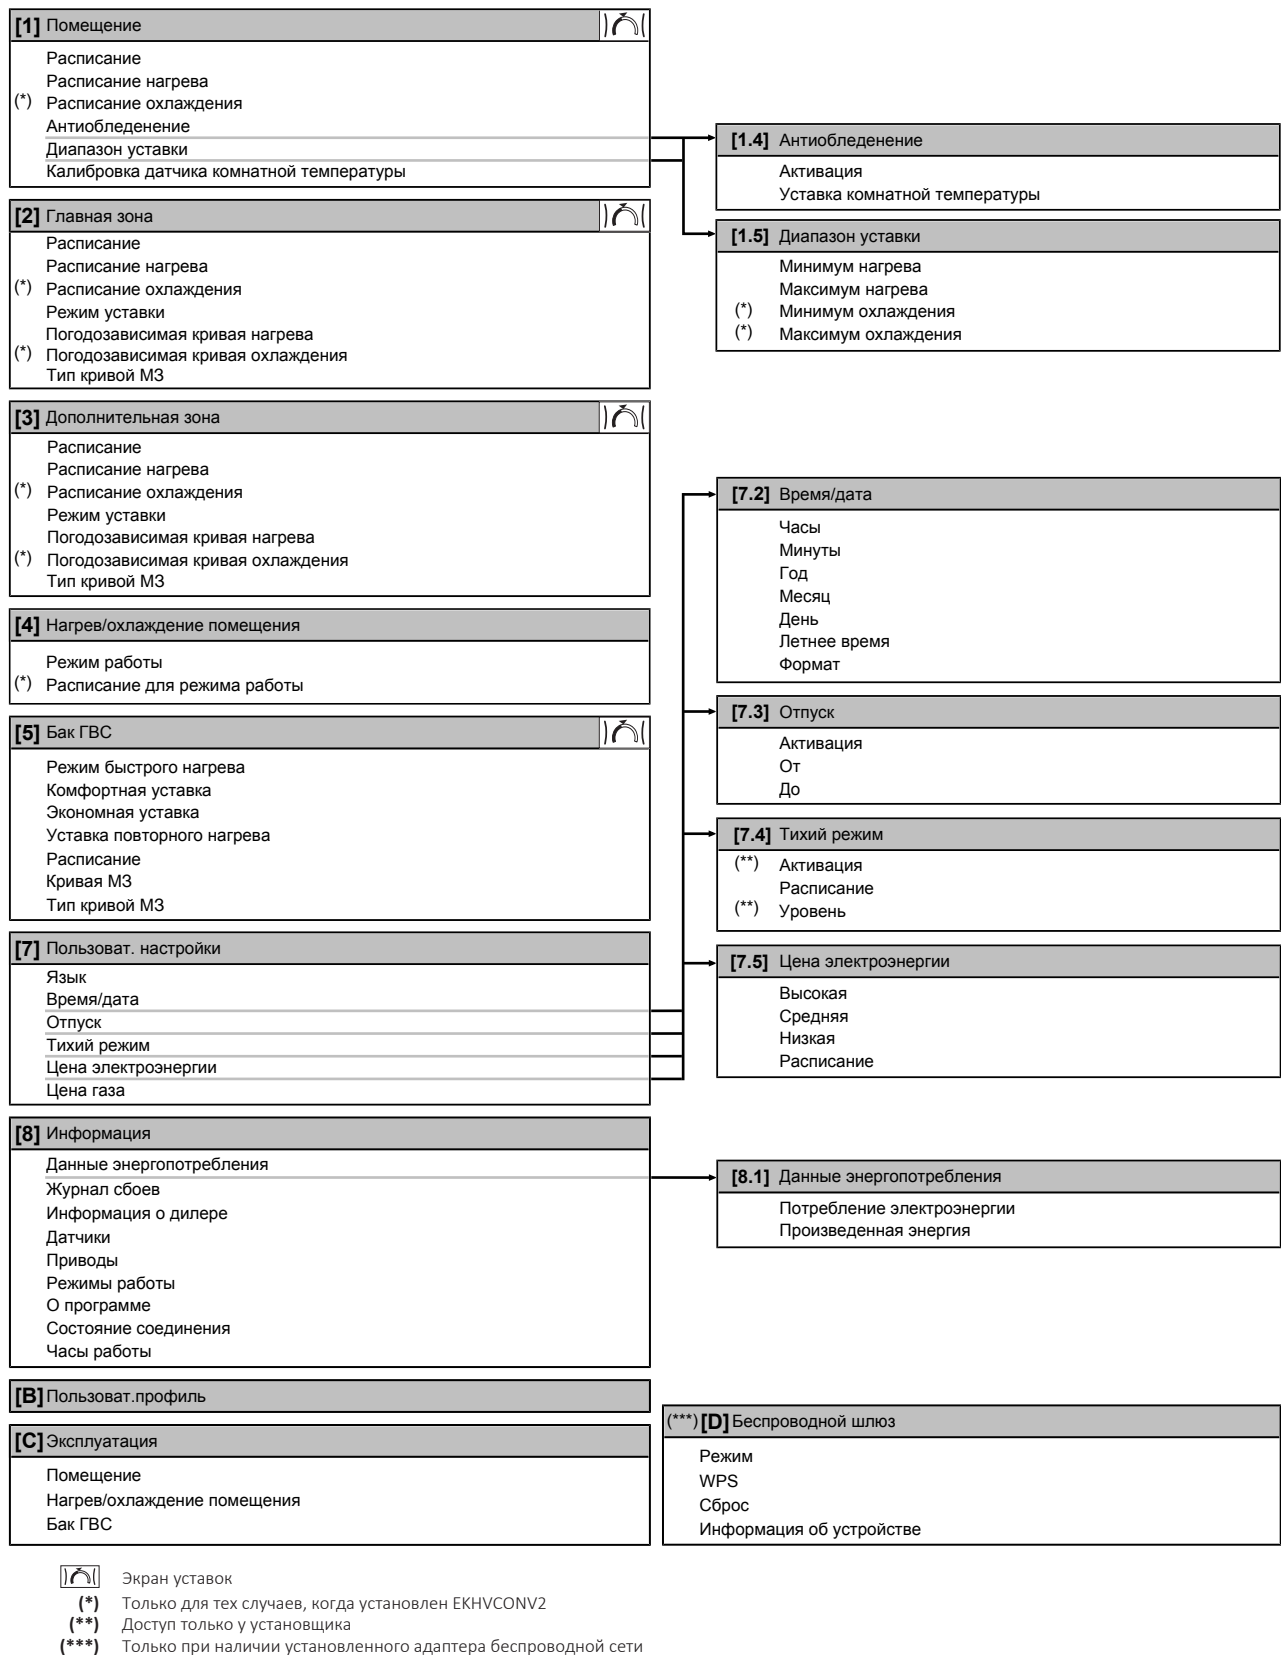 [1] Помещение
Расписание
Расписание нагрева
(*) Расписание охлаждения
Антиобледенение
Диапазон уставки
Калибровка датчика комнатной температуры
[1.4] Антиобледенение
Активация
Уставка комнатной температуры
[1.5] Диапазон уставки
Минимум нагрева
Максимум нагрева
(*) Минимум охлаждения
(*) Максимум охлаждения
[2] Главная зона
Расписание
Расписание нагрева
(*) Расписание охлаждения
Режим уставки
Погодозависимая кривая нагрева
(*) Погодозависимая кривая охлаждения
Тип кривой МЗ
[3] Дополнительная зона
Расписание
Расписание нагрева
(*) Расписание охлаждения
Режим уставки
Погодозависимая кривая нагрева
(*) Погодозависимая кривая охлаждения
Тип кривой МЗ
[4] Нагрев/охлаждение помещения
Режим работы
(*) Расписание для режима работы
[5] Бак ГВС
Режим быстрого нагрева
Комфортная уставка
Экономная уставка
Уставка повторного нагрева
Расписание
Кривая МЗ
Тип кривой МЗ
[7] Пользоват. настройки
Язык
Время/дата
Отпуск
Тихий режим
Цена электроэнергии
Цена газа
[7.2] Время/дата
Часы
Минуты
Год
Месяц
День
Летнее время
Формат
[7.3] Отпуск
Активация
От
До
[7.4] Тихий режим
(**) Активация
Расписание
(**) Уровень
[7.5] Цена электроэнергии
Высокая
Средняя
Низкая
Расписание
[8] Информация
Данные энергопотребления
Журнал сбоев
Информация о дилере
Датчики
Приводы
Режимы работы
О программе
Состояние соединения
Часы работы
[8.1] Данные энергопотребления
Потребление электроэнергии
Произведенная энергия
[B] Пользоват.профиль
[C] Эксплуатация
Помещение
Нагрев/охлаждение помещения
Бак ГВС
(***) [D] Беспроводной шлюз
Режим
WPS
Сброс
Информация об устройстве
Экран уставок
(*) Только для тех случаев, когда установлен EKHVCONV2
(**) Доступ только у установщика
(***) Только при наличии установленного адаптера беспроводной сети